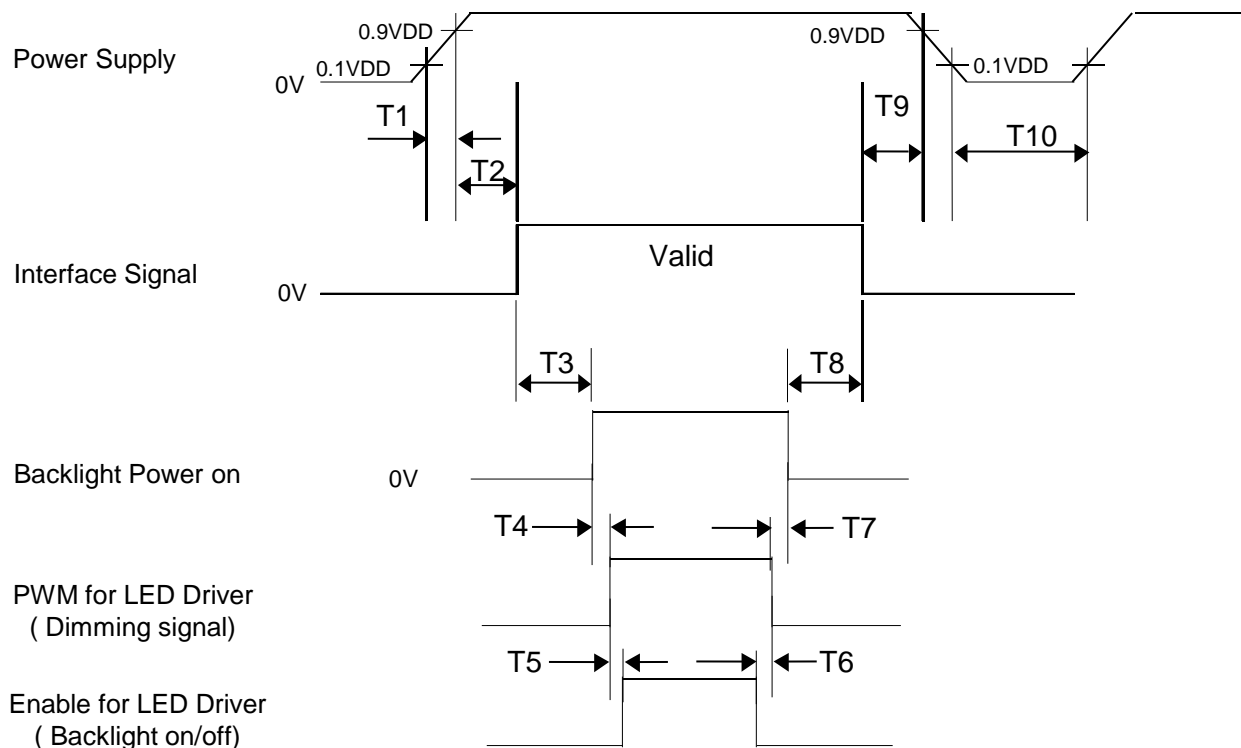 0.9VDD
0.9VDD
Power Supply
0.1VDD
0.1VDD
0V
T1
T9
T10
T2
Valid
Interface Signal
0V
T3
T8
Backlight Power on
0V
T4
T7
PWM for LED Driver
( Dimming signal)
T5
T6
Enable for LED Driver
( Backlight on/off)